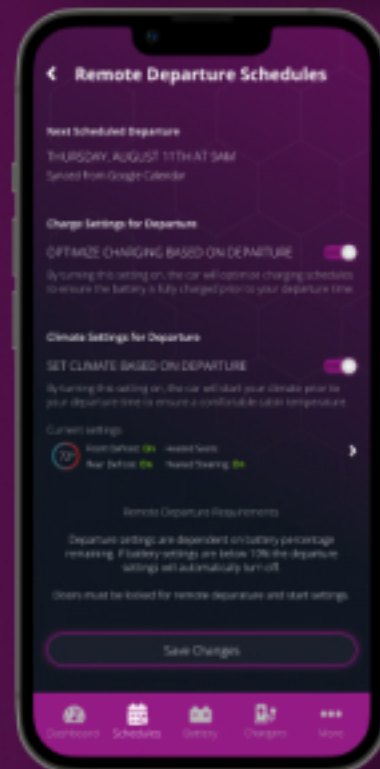 Remote Departure Schedules
Next Scheduled Departure
THURSDAY, AUGUST 11TH AT 9AM
Synced from Google Calendar
Charge Settings for Departure
OPTIMIZE CHARGING BASED ON DEPARTURE
By turning this setting on, the car will optimize charging schedules
to ensure the battery is fully charged prior to your departure time.
Climate Settings for Departure
SET CLIMATE BASED ON DEPARTURE
By turning this setting on, the car will start your climate prior to
your departure time to ensure a comfortable cabin temperature
Current settings
Front Defrost: On Heated Seats:
72° Rear Defrost: On Heated Steering: On
Remote Departure Requirements
Departure settings are dependent on battery percentage
remaining. If battery settings are below 10% the departure
settings will automatically turn off.
Doors must be locked for remote departure and start settings.
Save Changes
Dashboard Schedules Battery Chargers More